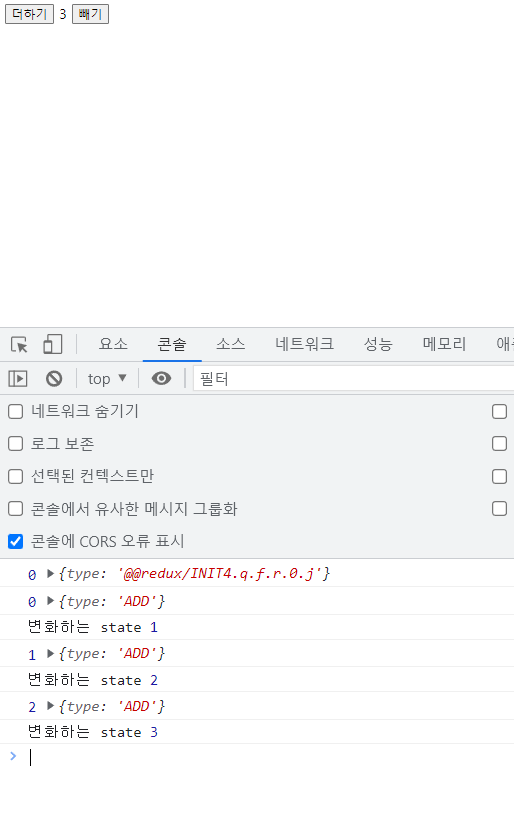 더하기 3 빼기
요소 콘솔 소스 네트워크 성능 메모리
top ▼ 필터
네트워크 숨기기
로그 보존
선택된 컨텍스트만
콘솔에서 유사한 메시지 그룹화
콘솔에 CORS 오류 표시
0 ▶{type: '@@redux/INIT4.q.f.r.0.j'}
0 ▶{type: 'ADD'}
변화하는 state 1
1 ▶{type: 'ADD'}
변화하는 state 2
2 ▶{type: 'ADD'}
변화하는 state 3
>